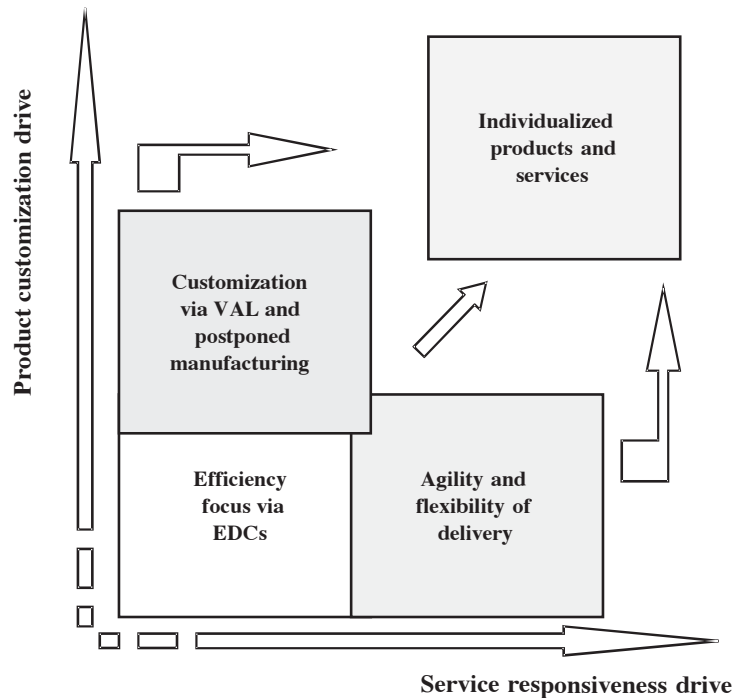 Product customization drive
Individualized
products and
services
Customization
via VAL and
postponed
manufacturing
Efficiency
focus via
EDCs
Agility and
flexibility of
delivery
Service responsiveness drive